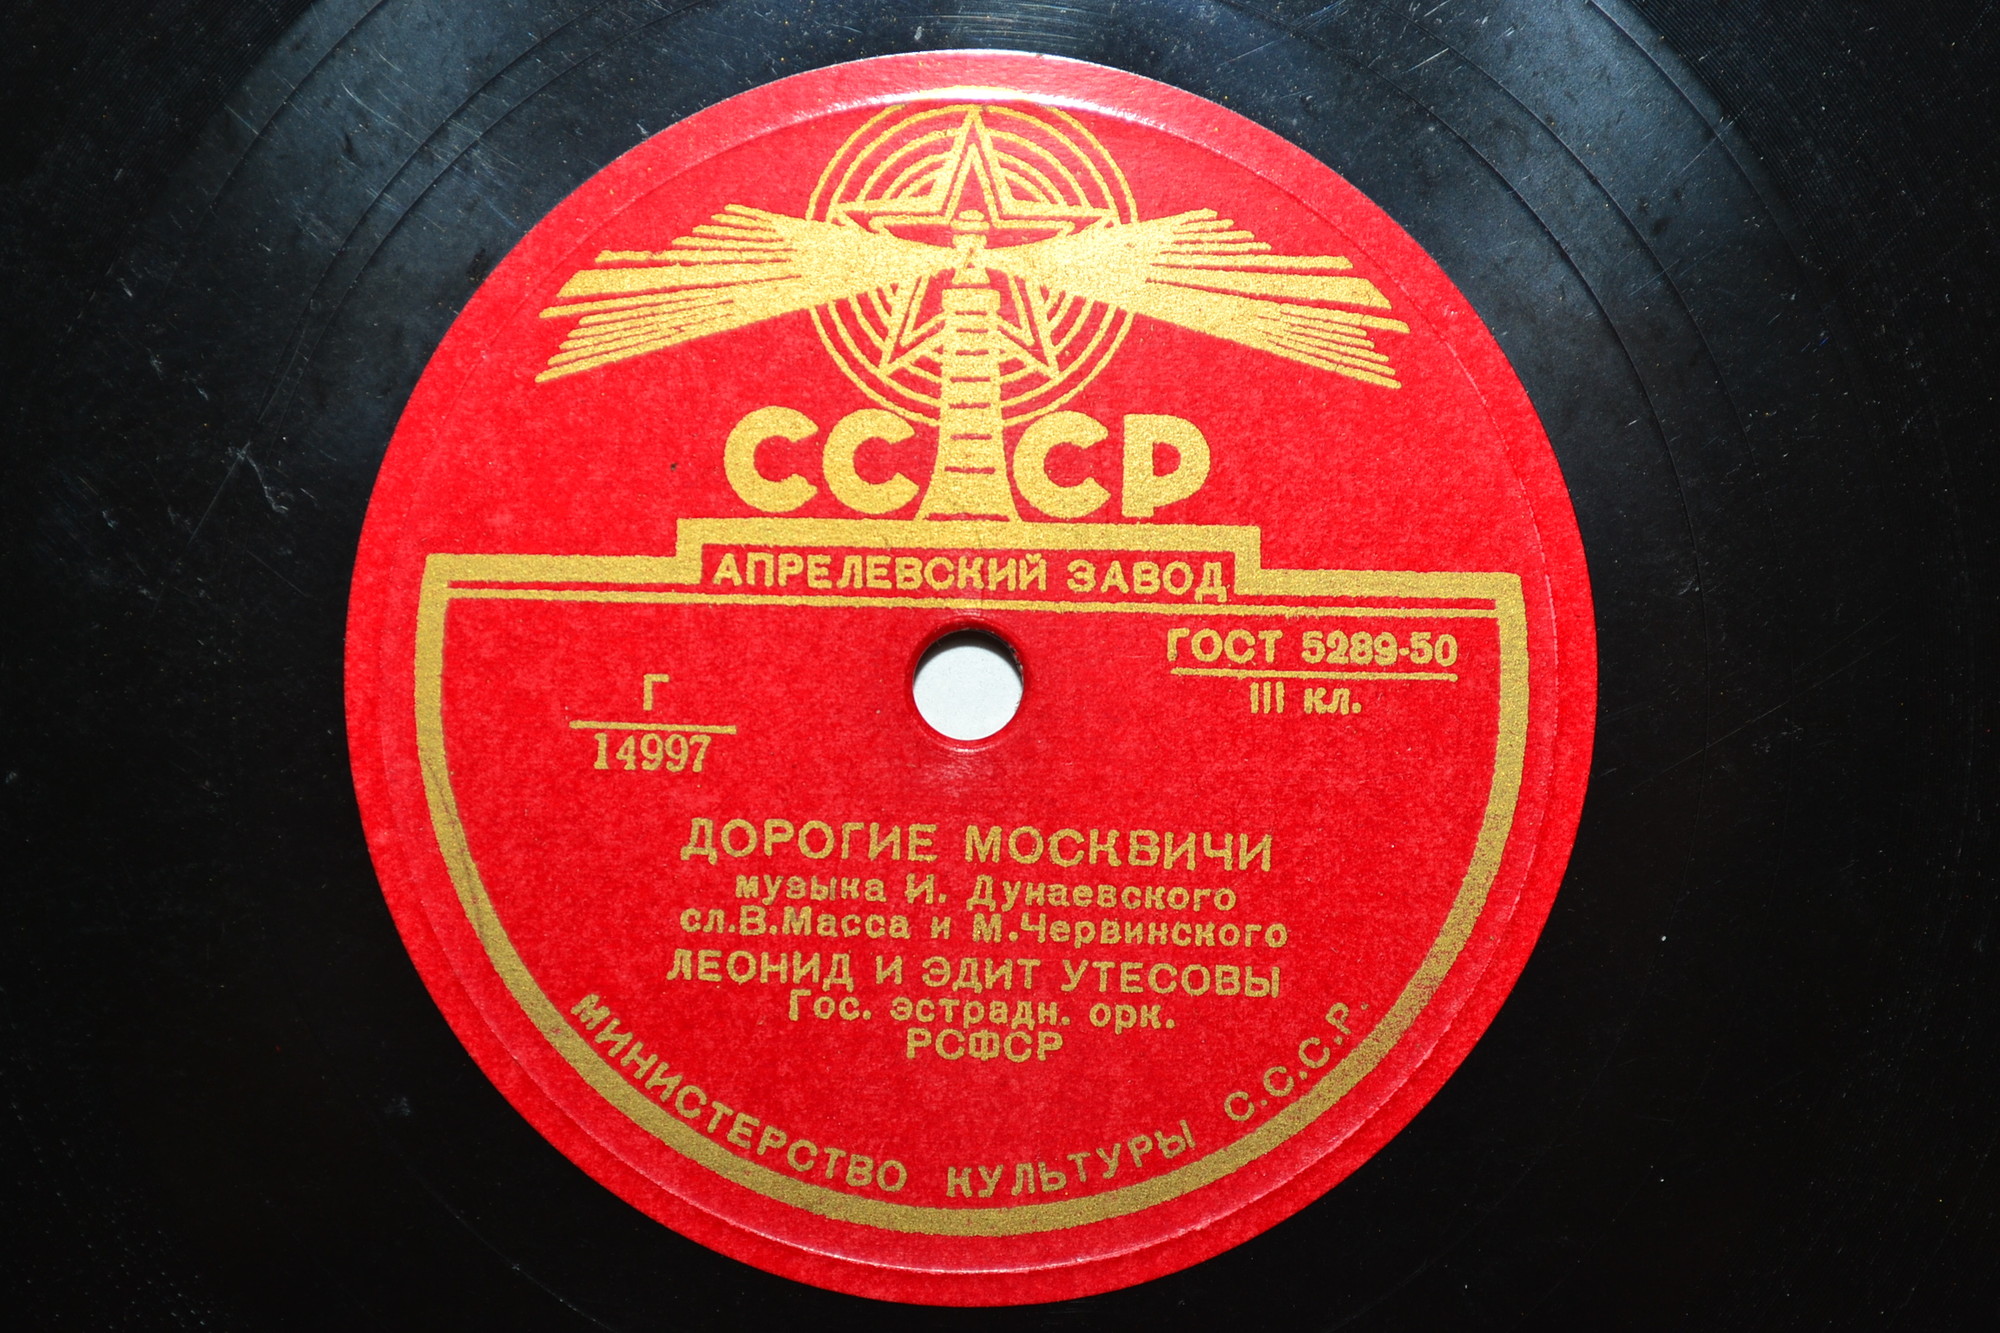 СССР
АПРЕЛЕВСКИЙ ЗАВОД
ГОСТ 5289-50
III кл.
Г
14997
ДОРОГИЕ МОСКВИЧИ
музыка И. Дунаевского
сл.В.Масса и М.Червинского
ЛЕОНИД И ЭДИТ УТЕСОВЫ
Гос. эстрадн. орк.
РСФСР
МИНИСТЕРСТВО КУЛЬТУРЫ С.С.С.Р.